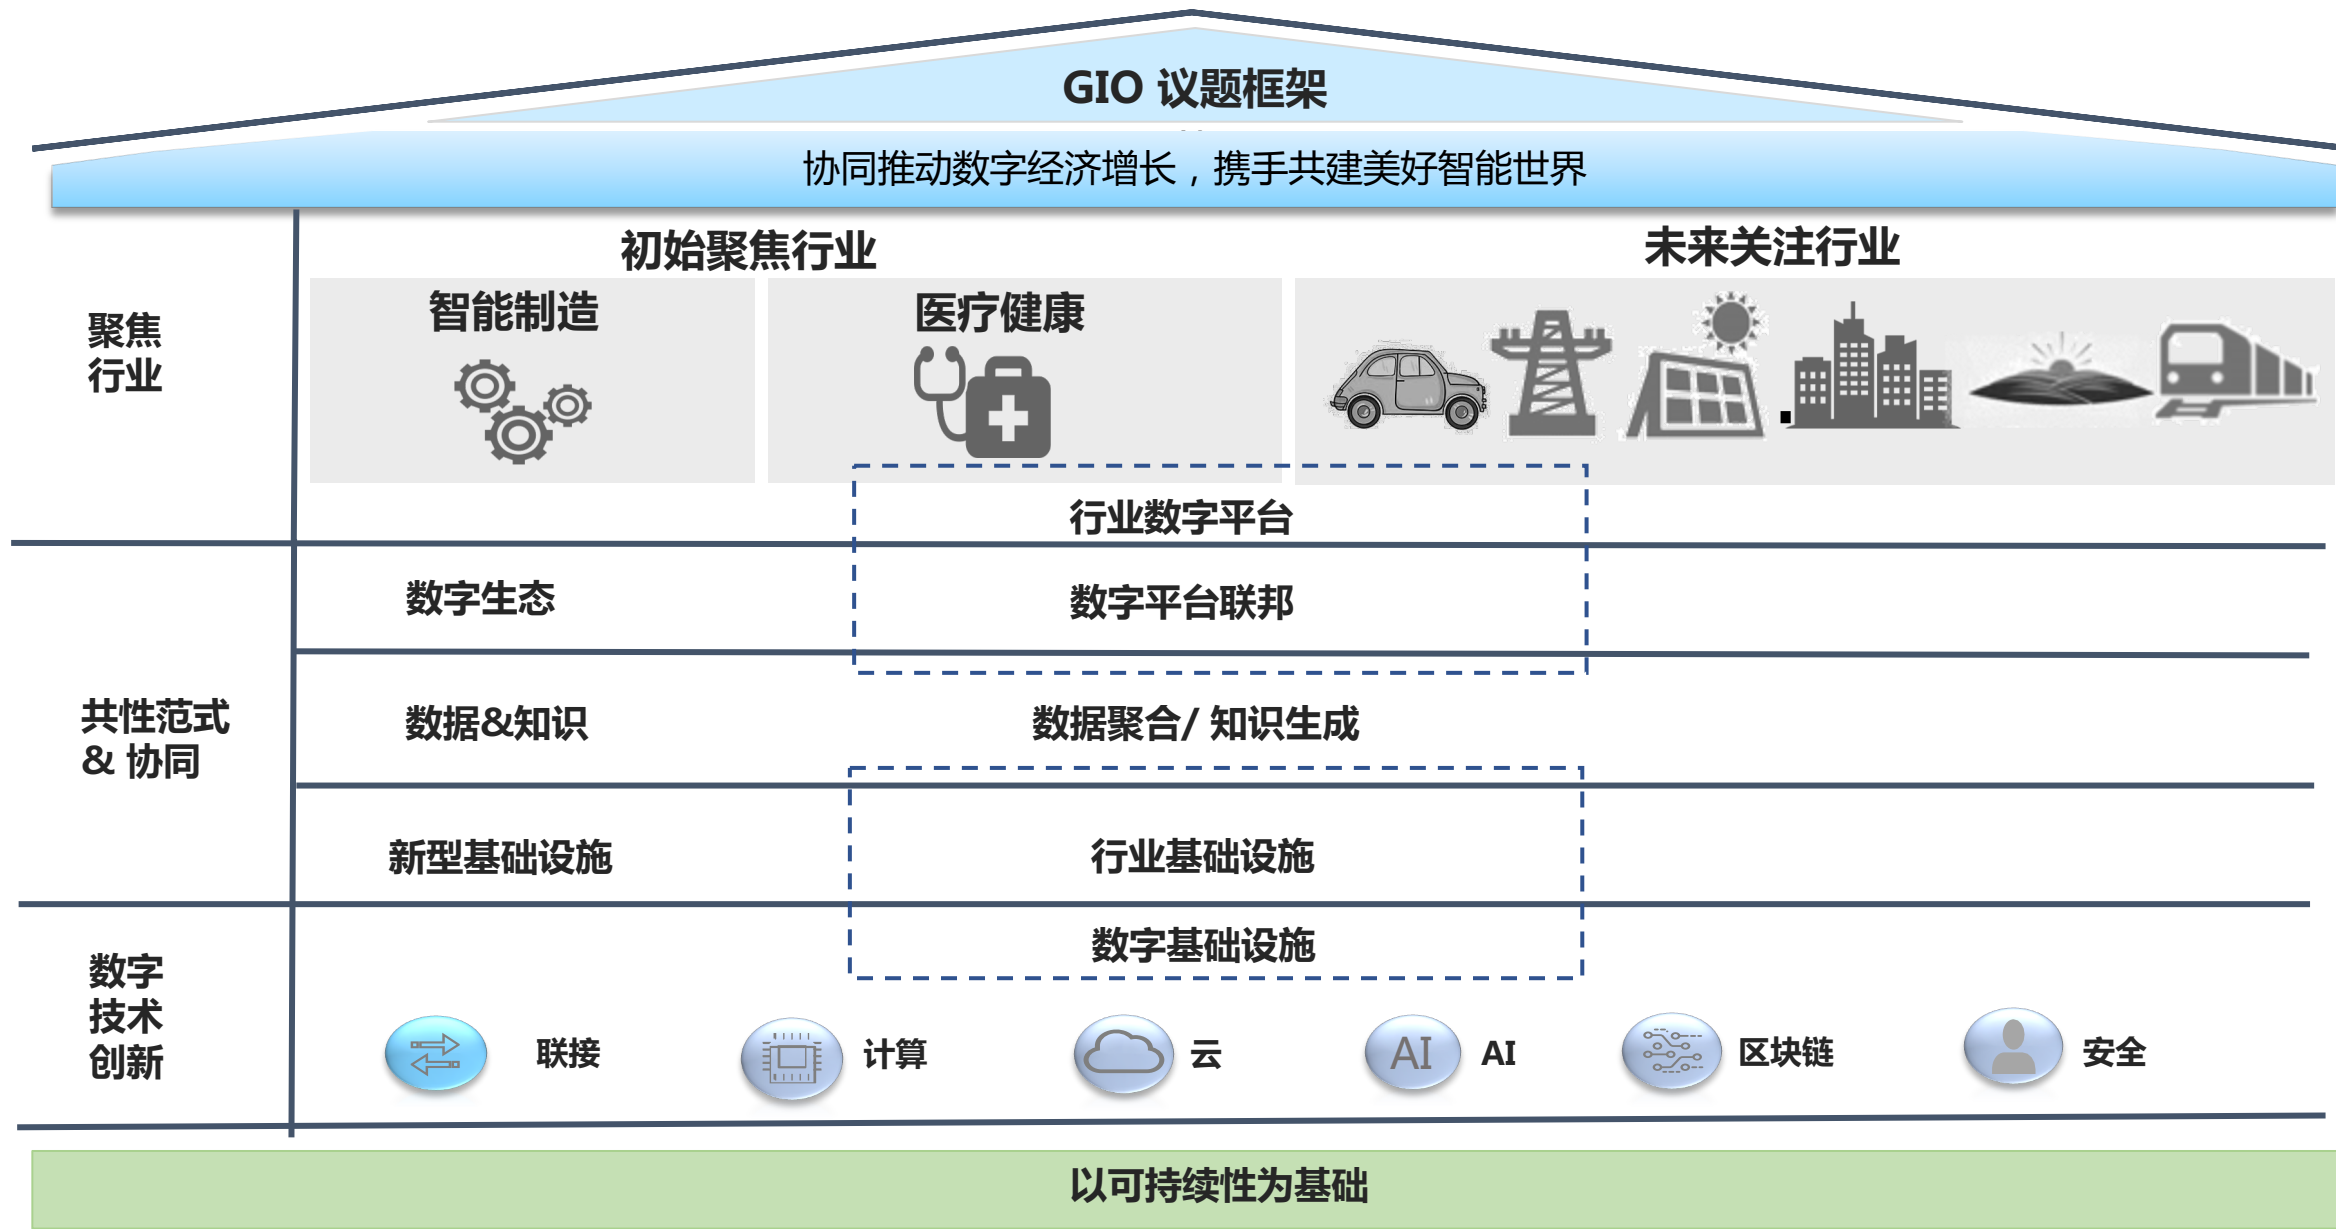 GIO 议题框架
协同推动数字经济增长，携手共建美好智能世界
初始聚焦行业
未来关注行业
聚焦
行业
智能制造
医疗健康
行业数字平台
共性范式
& 协同
数字生态
数字平台联邦
数据&知识
数据聚合/ 知识生成
新型基础设施
行业基础设施
数字
技术
创新
数字基础设施
联接
计算
云
AI
AI
区块链
安全
以可持续性为基础